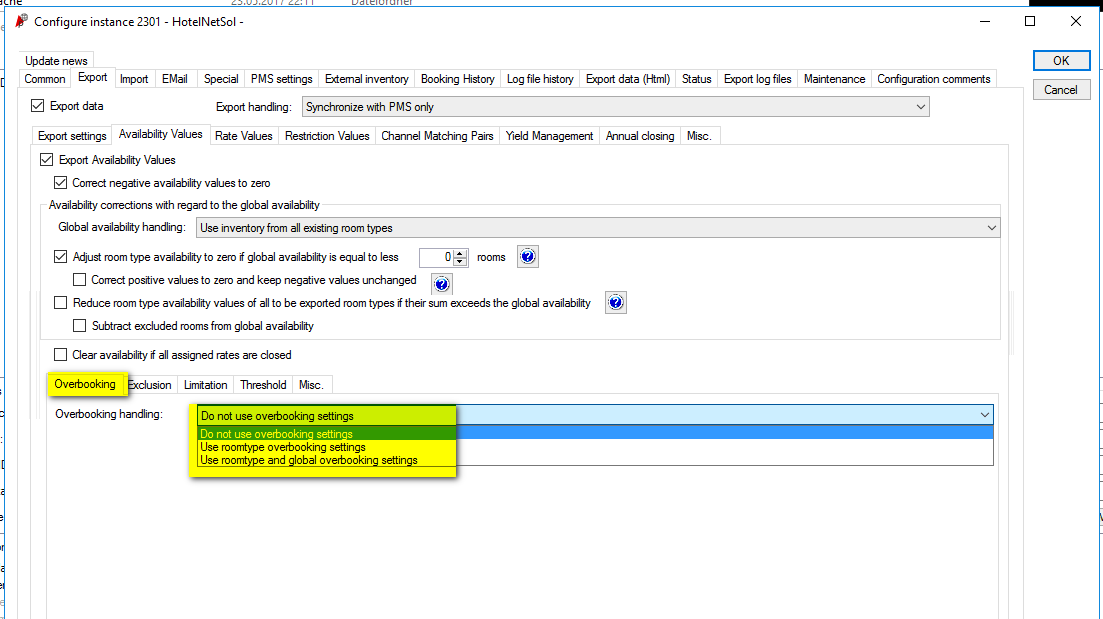 23.05.2017 22:11 Dateiordner
Configure instance 2301 - HotelNetSol -
Update news
Common Export Import EMail Special PMS settings External inventory Booking History Log file history Export data (Html) Status Export log files Maintenance Configuration comments
OK
Cancel
Export data Export handling: Synchronize with PMS only
Export settings Availability Values Rate Values Restriction Values Channel Matching Pairs Yield Management Annual closing Misc.
Export Availability Values
Correct negative availability values to zero
Availability corrections with regard to the global availability
Global availability handling: Use inventory from all existing room types
Adjust room type availability to zero if global availability is equal to less 0 rooms ?
Correct positive values to zero and keep negative values unchanged ?
Reduce room type availability values of all to be exported room types if their sum exceeds the global availability ?
Subtract excluded rooms from global availability
Clear availability if all assigned rates are closed
Overbooking Exclusion Limitation Threshold Misc.
Overbooking handling: Do not use overbooking settings
Do not use overbooking settings
Use roomtype overbooking settings
Use roomtype and global overbooking settings